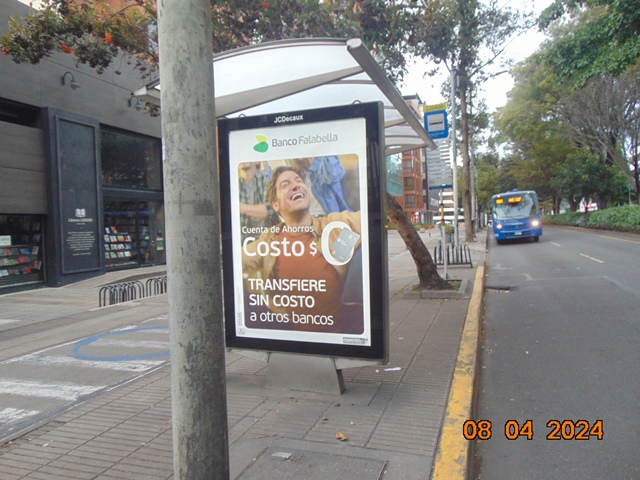 JCDecaux
Banco Falabella
Cuenta de Ahorros
Costo $0
TRANSFIERE
SIN COSTO
a otros bancos
08 04 2024